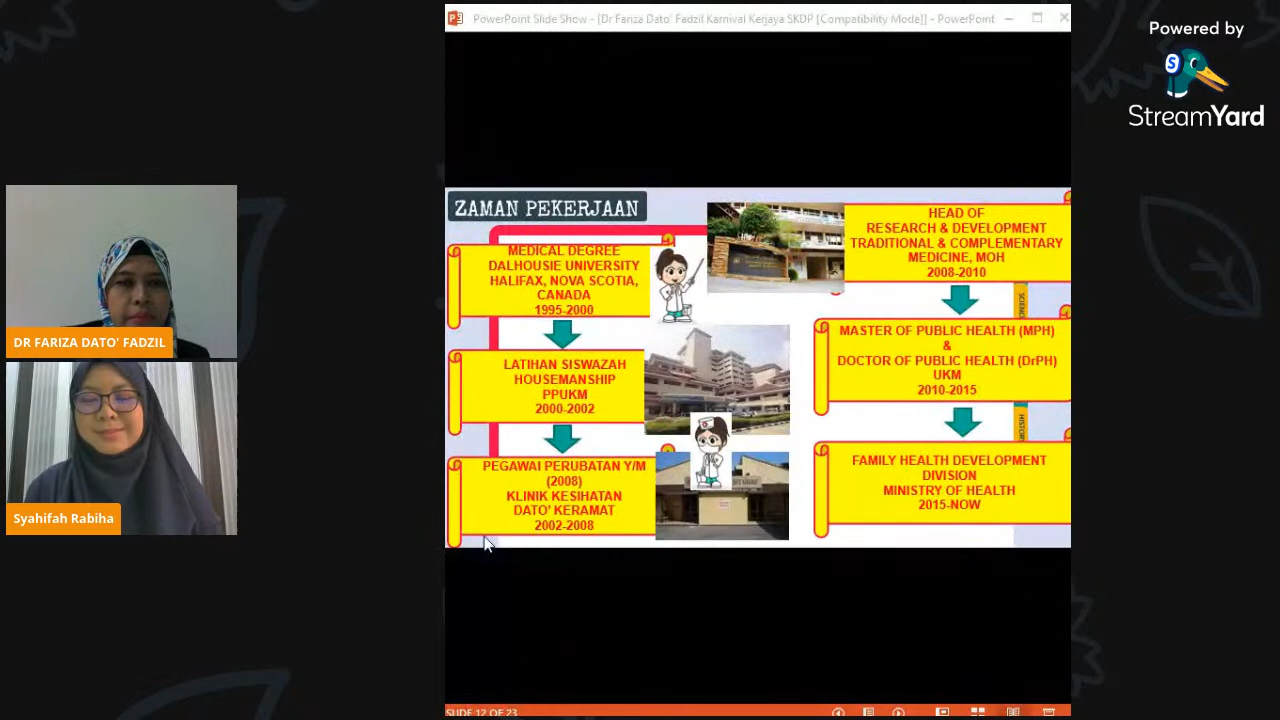 PowerPoint Slide Show - [Dr Fariza Dato' Fadzil Karnival Kerjaya SKDP [Compatibility Mode]] - PowerPoint
Powered by
StreamYard
DR FARIZA DATO' FADZIL
Syahifah Rabiha
ZAMAN PEKERJAAN
MEDICAL DEGREE
DALHOUSIE UNIVERSITY
HALIFAX, NOVA SCOTIA,
CANADA
1995-2000
LATIHAN SISWAZAH
HOUSEMANSHIP
PPUKM
2000-2002
PEGAWAI PERUBATAN Y/M
(2008)
KLINIK KESIHATAN
DATO' KERAMAT
2002-2008
HEAD OF
RESEARCH & DEVELOPMENT
TRADITIONAL & COMPLEMENTARY
MEDICINE, MOH
2008-2010
MASTER OF PUBLIC HEALTH (MPH)
&
DOCTOR OF PUBLIC HEALTH (DrPH)
UKM
2010-2015
FAMILY HEALTH DEVELOPMENT
DIVISION
MINISTRY OF HEALTH
2015-NOW
SLIDE 12 OF 23